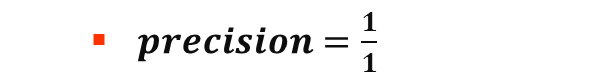 ▪ precision = 1/1